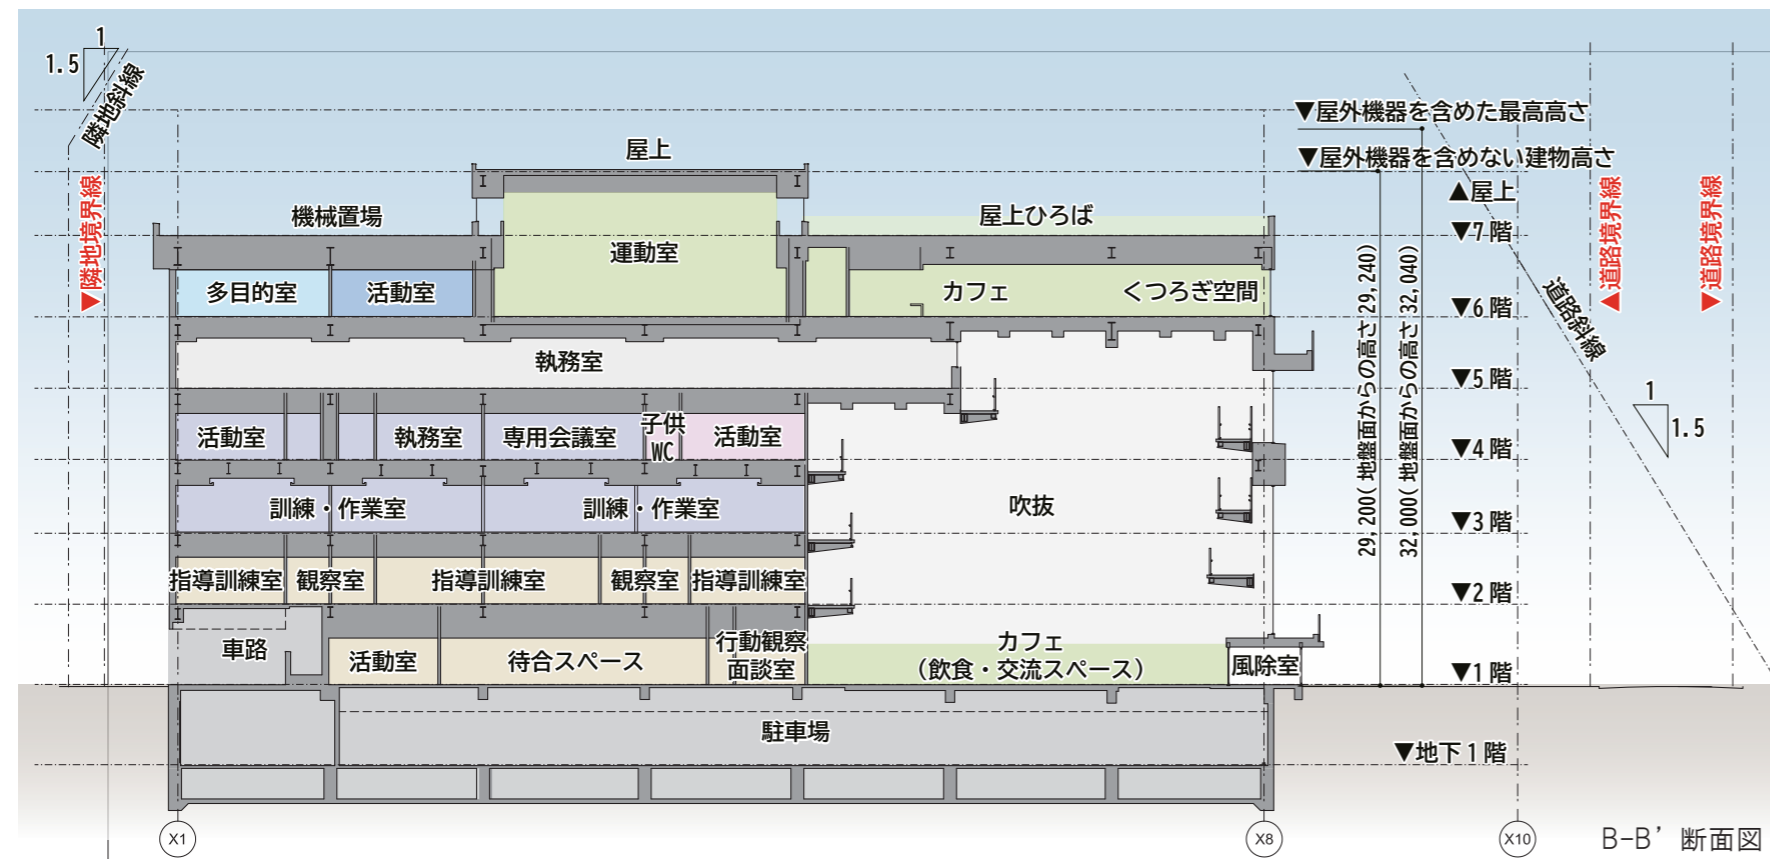 1
1.5
隣地斜線
▼隣地境界線
屋上
機械置場
運動室
屋上ひろば
多目的室
活動室
カフェ
くつろぎ空間
執務室
活動室
執務室
専用会議室
子供
WC
活動室
訓練・作業室
訓練・作業室
吹抜
指導訓練室
観察室
指導訓練室
観察室
指導訓練室
車路
活動室
待合スペース
行動観察
面談室
カフェ
(飲食・交流スペース)
風除室
駐車場
▼屋外機器を含めた最高高さ
▼屋外機器を含めない建物高さ
▲屋上
▼7階
▼6階
▼5階
▼4階
▼3階
▼2階
▼1階
▼地下1階
29,200(地盤面からの高さ29,240)
32,000(地盤面からの高さ32,040)
道路斜線
▲道路境界線
▼道路境界線
1
1.5
X1
X8
X10
B-B’断面図